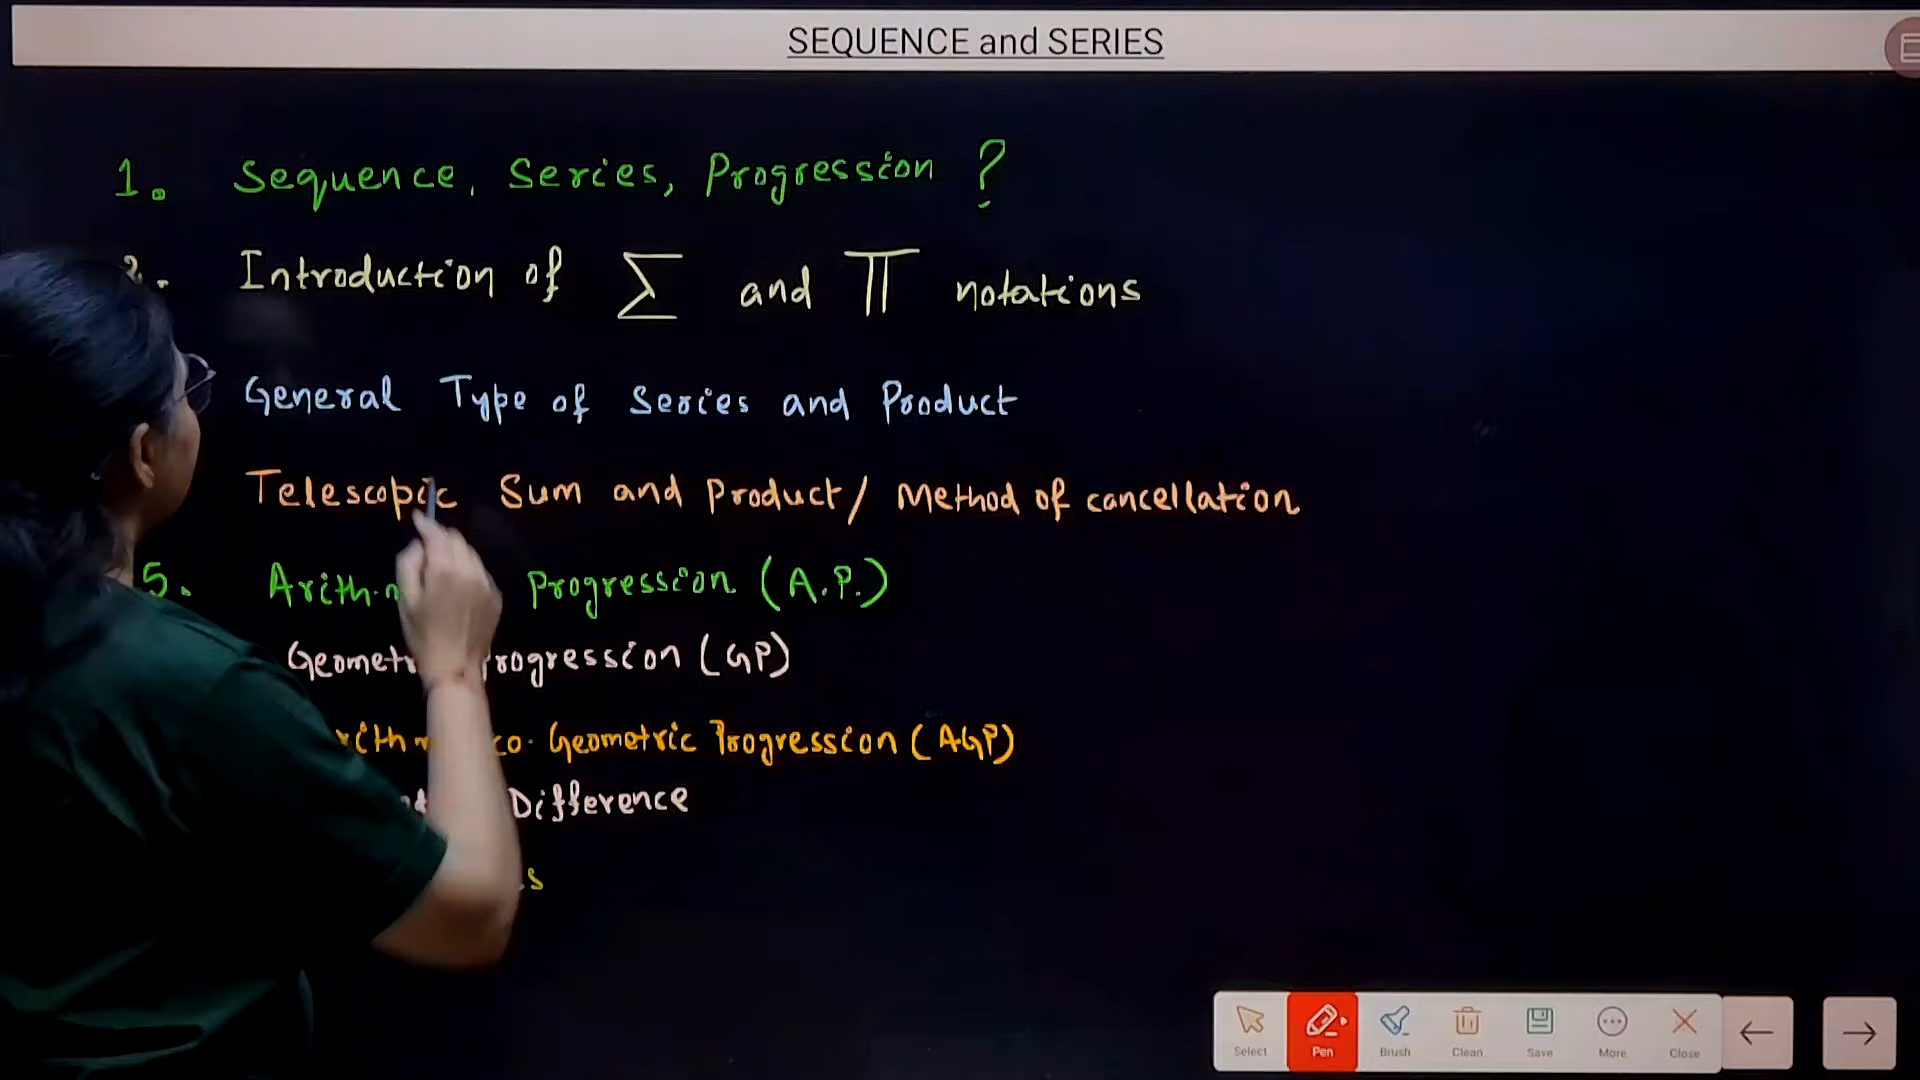 SEQUENCE and SERIES
1. Sequence, Series, Progression ?
2. Introduction of Σ and Π notations
General Type of Series and Product
Telescopic Sum and Product/ Method of cancellation
5. Progression (A.P.)
(GP)
Geometric Progression (AGP)
Difference
Select Pen Brush Clean Save More Close